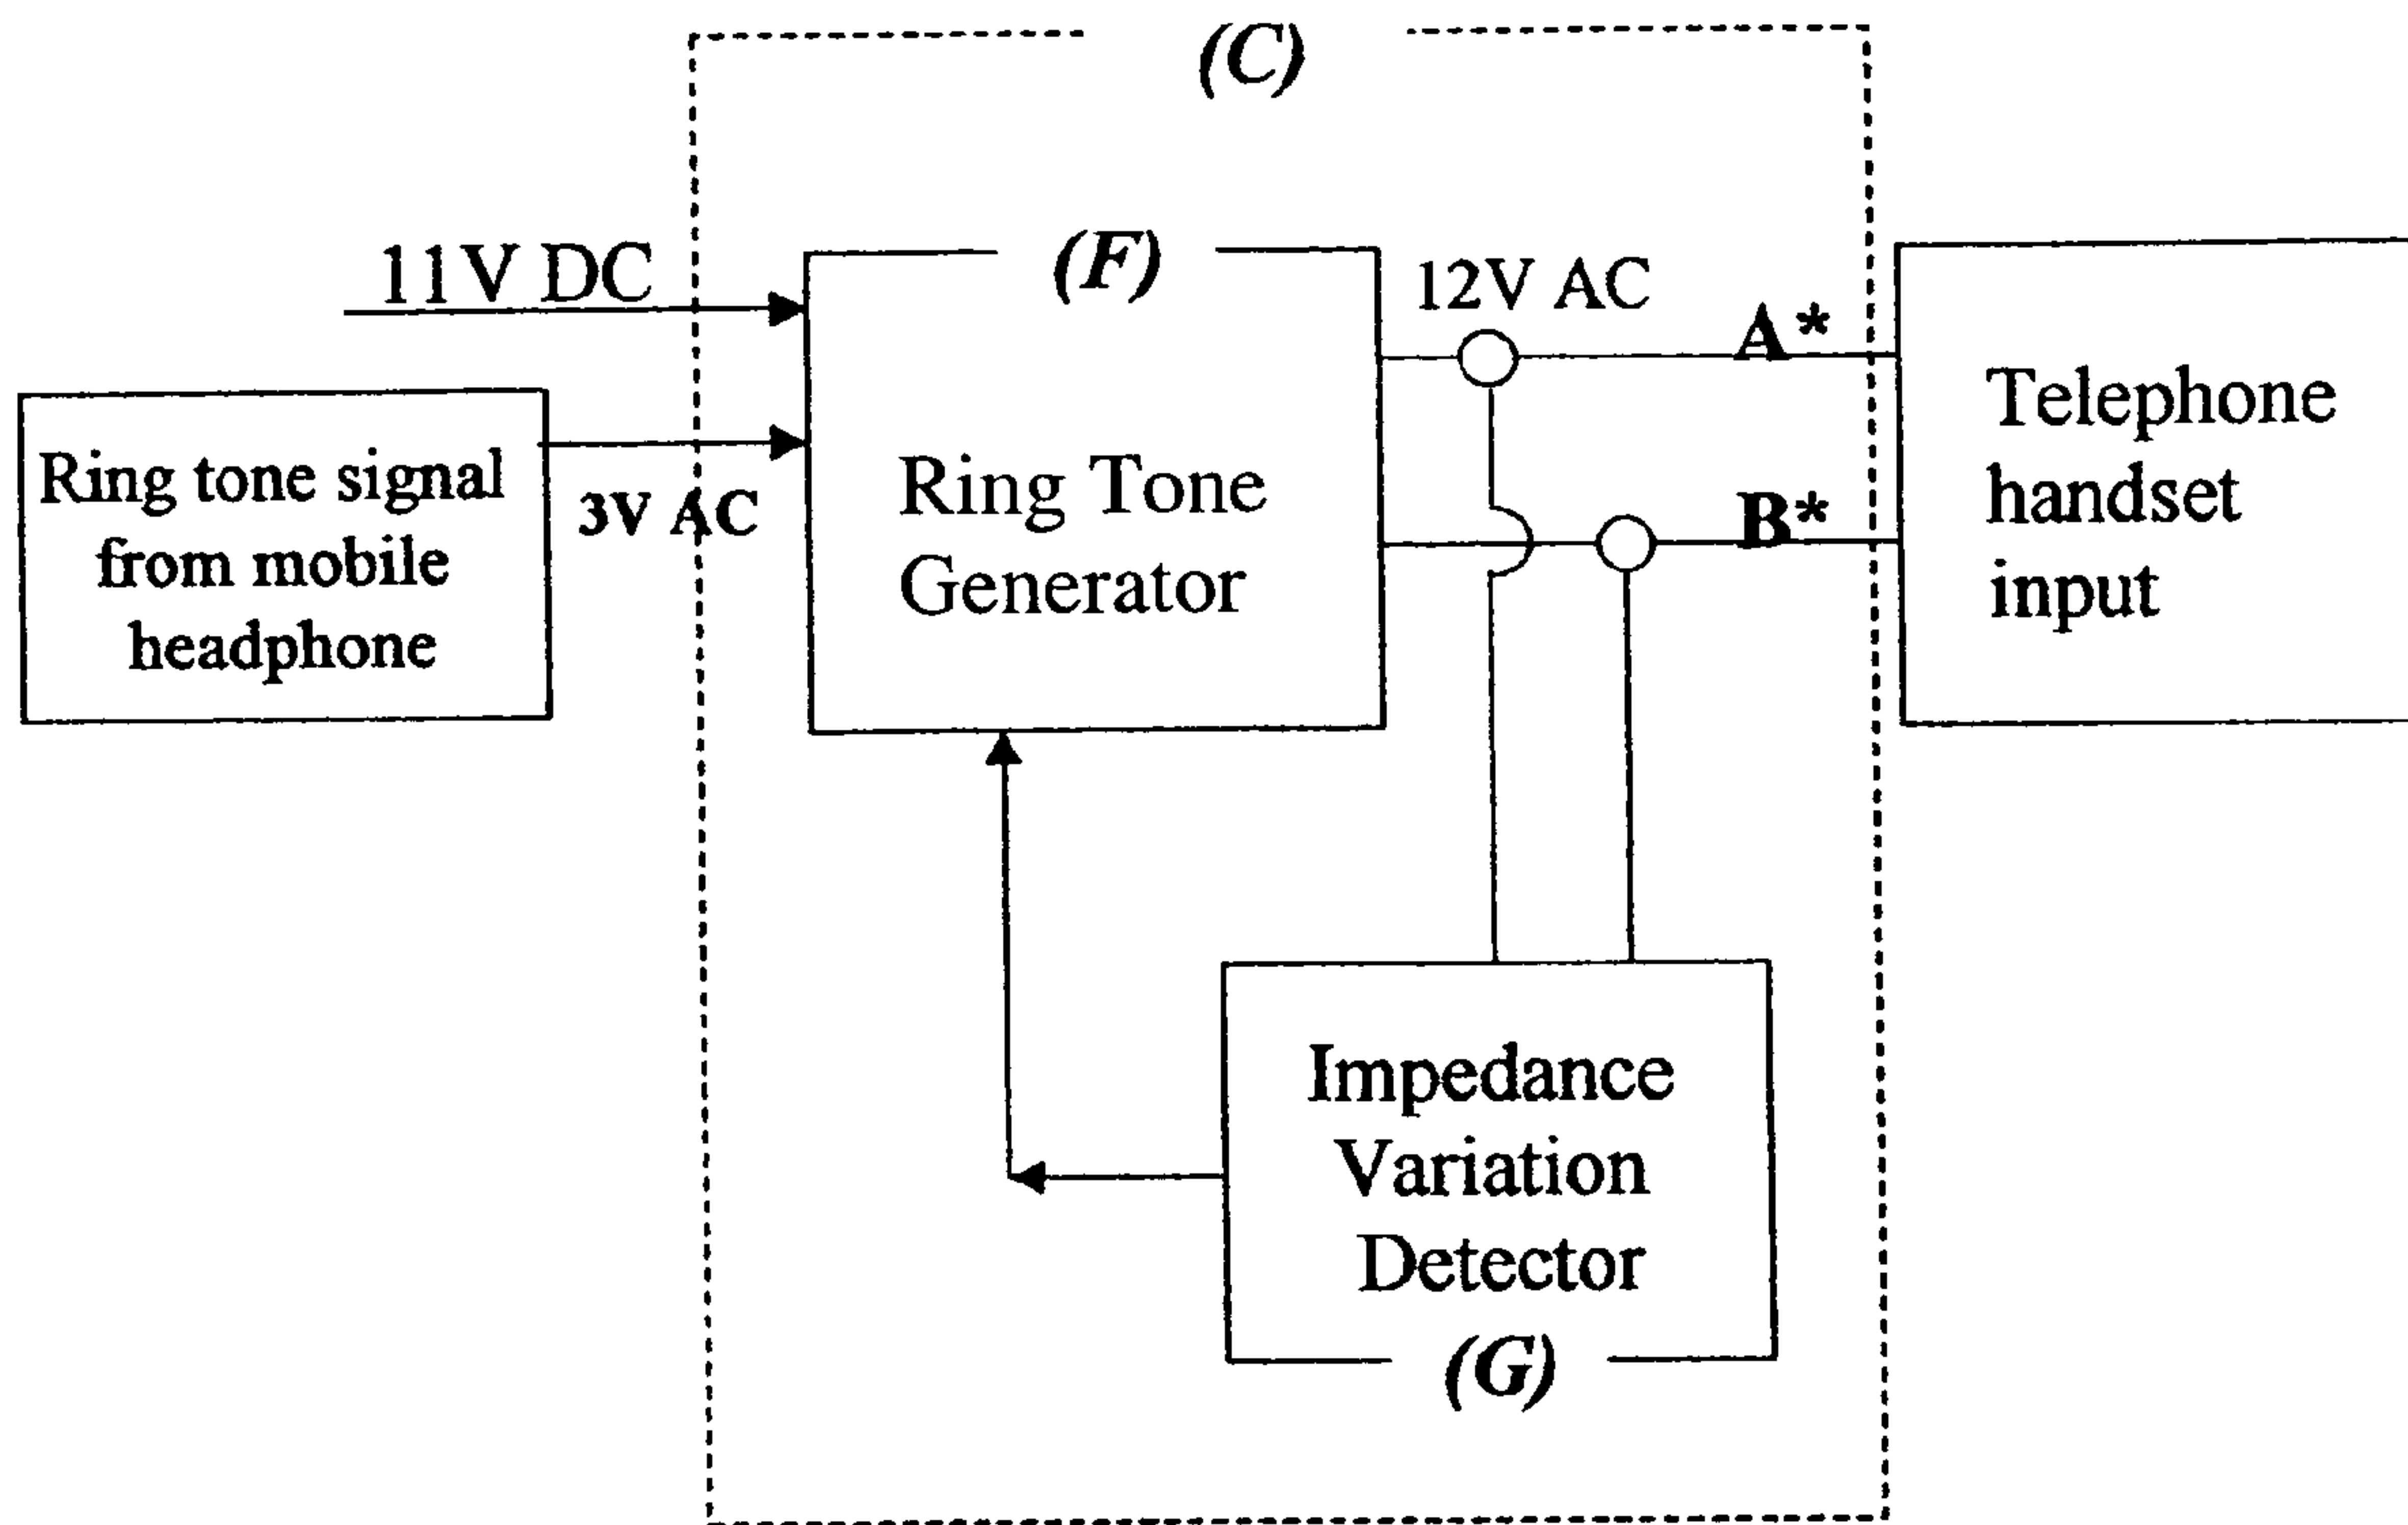 (C)
11V DC
(F)
12V AC
A*
Ring tone signal
from mobile
headphone
3V AC
Ring Tone
Generator
B*
Telephone
handset
input
Impedance
Variation
Detector
(G)